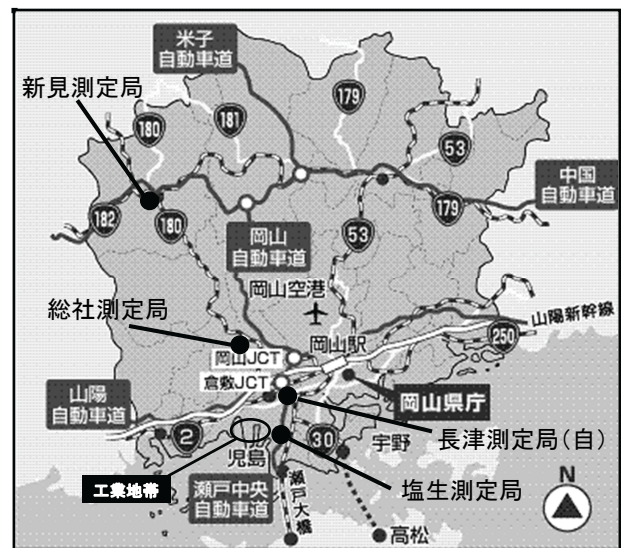 米子
自動車道
新見測定局
180
181
179
53
中国
自動車道
182
180
179
岡山
自動車道
53
岡山空港
総社測定局
山陽新幹線
250
岡山駅
岡山JCT
倉敷JCT
山陽
自動車道
岡山県庁
2
30
宇野
長津測定局(自)
児島
工業地帯
瀬戸中央
自動車道
瀬戸大橋
塩生測定局
N
高松